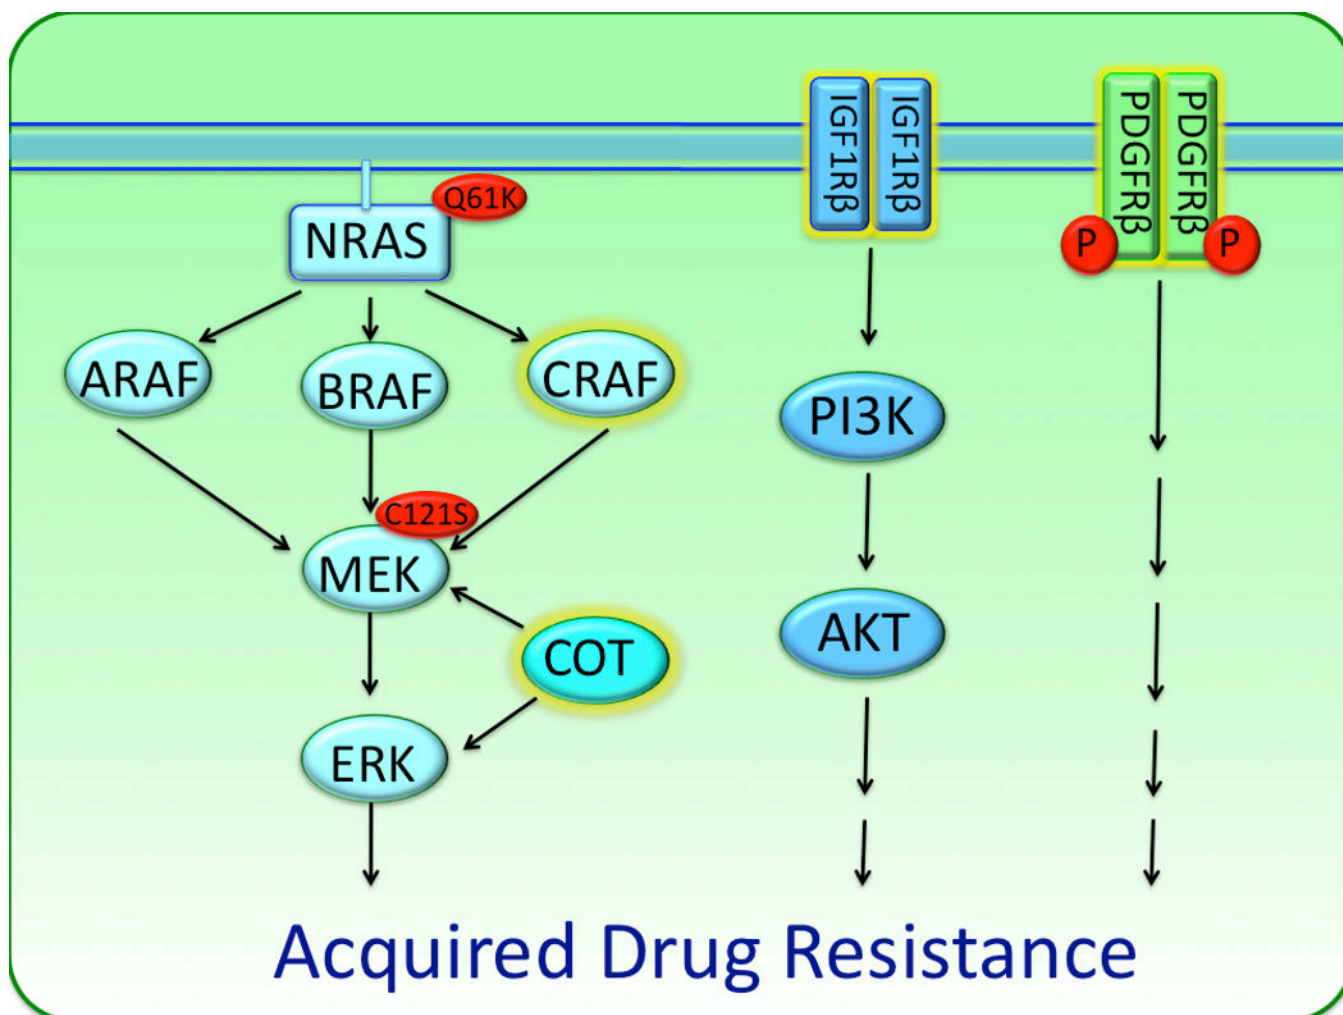 IGF1Rβ
IGF1Rβ
PDGFRβ
PDGFRβ
Q61K
NRAS
P
P
ARAF
BRAF
CRAF
PI3K
C121S
MEK
COT
AKT
ERK
Acquired Drug Resistance